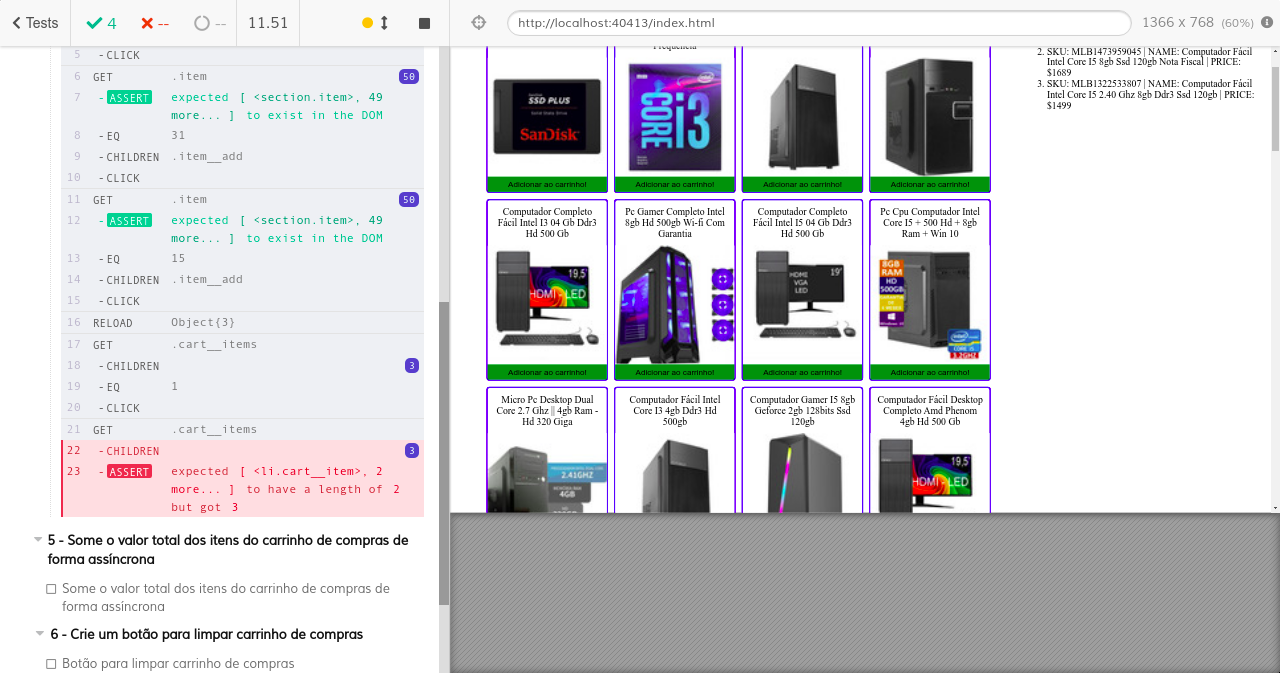 Tests
4
--
--
11.51
http://localhost:40413/index.html
1366 x 768 (60%)
5 -CLICK
6 GET .item 50
7 -ASSERT expected [ <section.item>, 49
more... ] to exist in the DOM
8 -EQ 31
9 -CHILDREN .item__add
10 -CLICK
11 GET .item 50
12 -ASSERT expected [ <section.item>, 49
more... ] to exist in the DOM
13 -EQ 15
14 -CHILDREN .item__add
15 -CLICK
16 RELOAD Object{3}
17 GET .cart__items
18 -CHILDREN 3
19 -EQ 1
20 -CLICK
21 GET .cart__items
22 -CHILDREN 3
23 -ASSERT expected [ <li.cart__item>, 2
more... ] to have a length of 2
but got 3
5 - Some o valor total dos itens do carrinho de compras de
forma assíncrona
Some o valor total dos itens do carrinho de compras de
forma assíncrona
6 - Crie um botão para limpar carrinho de compras
Botão para limpar carrinho de compras
Frequência
SSD PLUS
SanDisk
intel
CORE i3
Adicionar ao carrinho!
Adicionar ao carrinho!
Adicionar ao carrinho!
Adicionar ao carrinho!
Computador Completo
Fácil Intel I3 04 Gb Ddr3
Hd 500 Gb
19,5'
HDMI - LED
Adicionar ao carrinho!
Pc Gamer Completo Intel
8gb Hd 500gb Wi-fi Com
Garantia
Adicionar ao carrinho!
Computador Completo
Fácil Intel I5 04 Gb Ddr3
Hd 500 Gb
HDMI
VGA
LED
19'
Adicionar ao carrinho!
Pc Cpu Computador Intel
Core I5 + 500 Hd + 8gb
Ram + Win 10
8GB
RAM
HD
500GB
intel
CORE i5
3.2GHZ
Adicionar ao carrinho!
Micro Pc Desktop Dual
Core 2.7 Ghz || 4gb Ram -
Hd 320 Giga
2.41GHZ
4GB
Computador Fácil Intel
Core I3 4gb Ddr3 Hd
500gb
Computador Gamer I5 8gb
Geforce 2gb 128bits Ssd
120gb
Computador Fácil Desktop
Completo Amd Phenom
4gb Hd 500 Gb
19,5'
HDMI - LED
2. SKU: MLB1473959045 | NAME: Computador Fácil
Intel Core I5 8gb Ssd 120gb Nota Fiscal | PRICE:
$1689
3. SKU: MLB1322533807 | NAME: Computador Fácil
Intel Core I5 2.40 Ghz 8gb Ddr3 Ssd 120gb | PRICE:
$1499